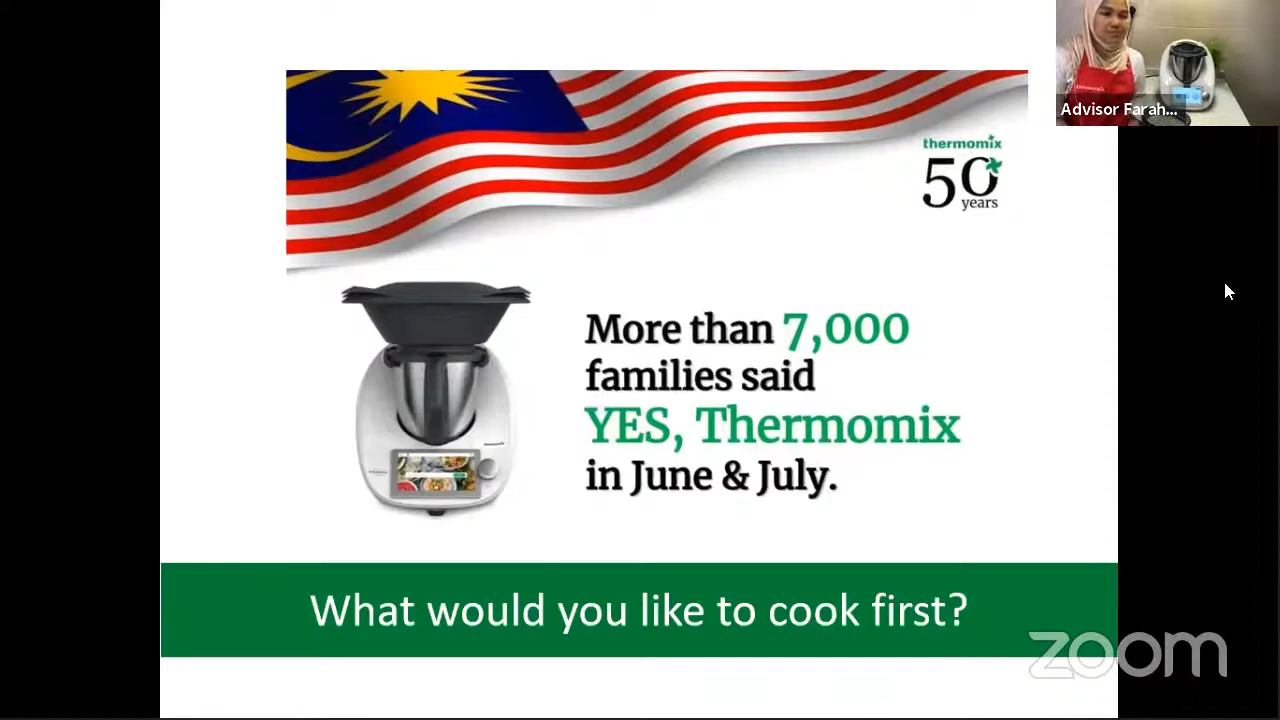 Advisor Farah...
thermomix
50
years
More than 7,000
families said
YES, Thermomix
in June & July.
What would you like to cook first?
zoom